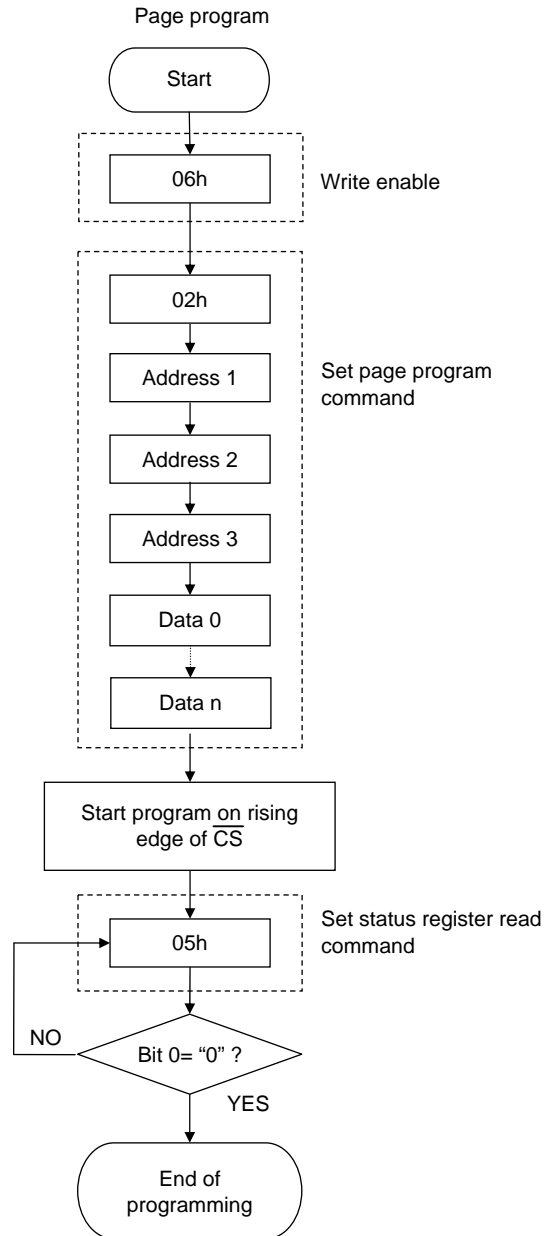 Page program
Start
06h
Write enable
02h
Address 1
Set page program
command
Address 2
Address 3
Data 0
Data n
Start program on rising
edge of C̅S̅
Set status register read
command
05h
NO
Bit 0= “0” ?
YES
End of
programming